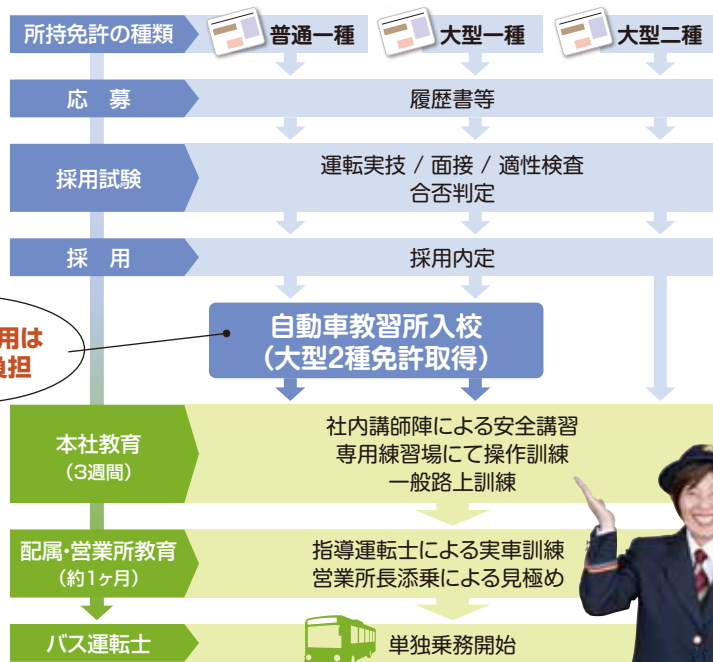 所持免許の種類
普通一種
大型一種
大型二種
応 募
履歴書等
採用試験
運転実技 / 面接 / 適性検査
合否判定
採 用
採用内定
自動車教習所入校
(大型2種免許取得)
用は
負担
本社教育
(3週間)
社内講師陣による安全講習
専用練習場にて操作訓練
一般路上訓練
配属・営業所教育
(約1ヶ月)
指導運転士による実車訓練
営業所長添乗による見極め
バス運転士
単独乗務開始